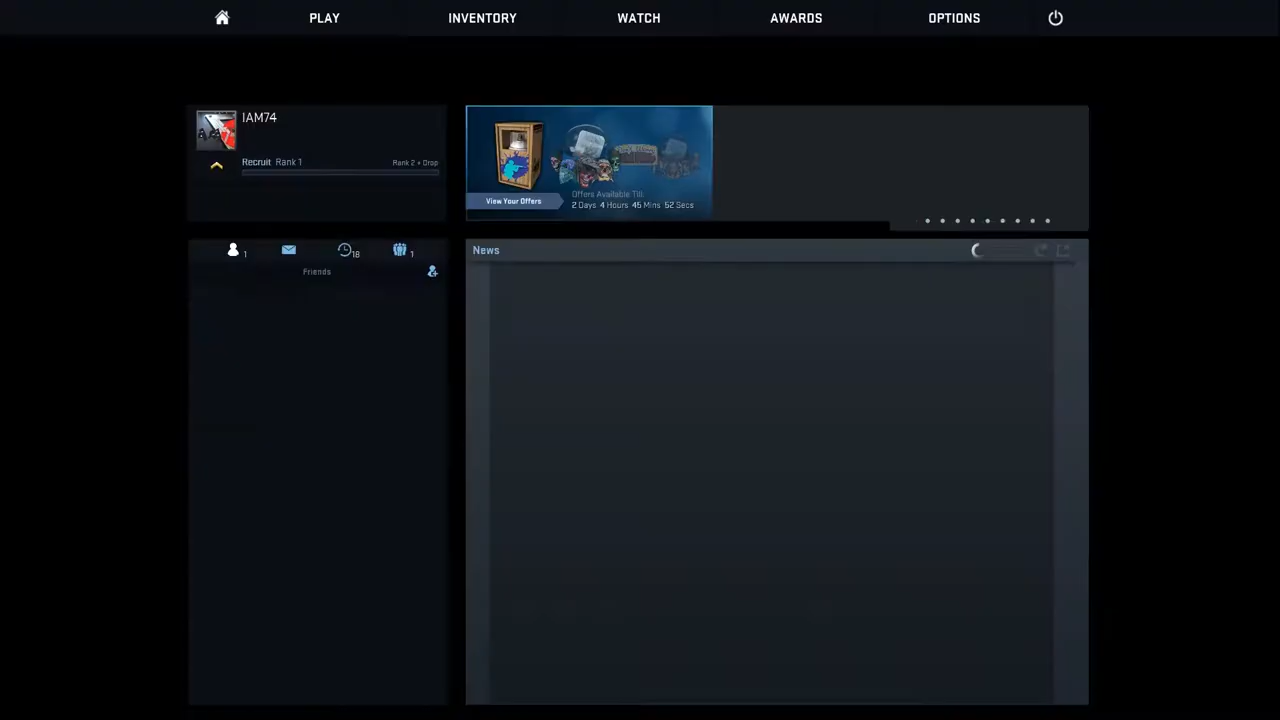 PLAY
INVENTORY
WATCH
AWARDS
OPTIONS
IAM74
Recruit Rank 1
Rank 2 + Drop
View Your Offers
Offers Available Till:
2 Days 4 Hours 45 Mins 52 Secs
1
18
1
Friends
News